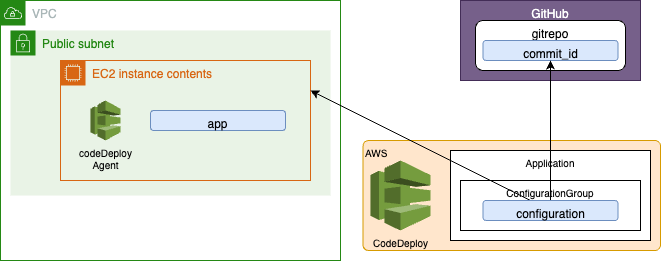 VPC
Public subnet
EC2 instance contents
codeDeploy
Agent
app
GitHub
gitrepo
commit_id
AWS
CodeDeploy
Application
ConfigurationGroup
configuration